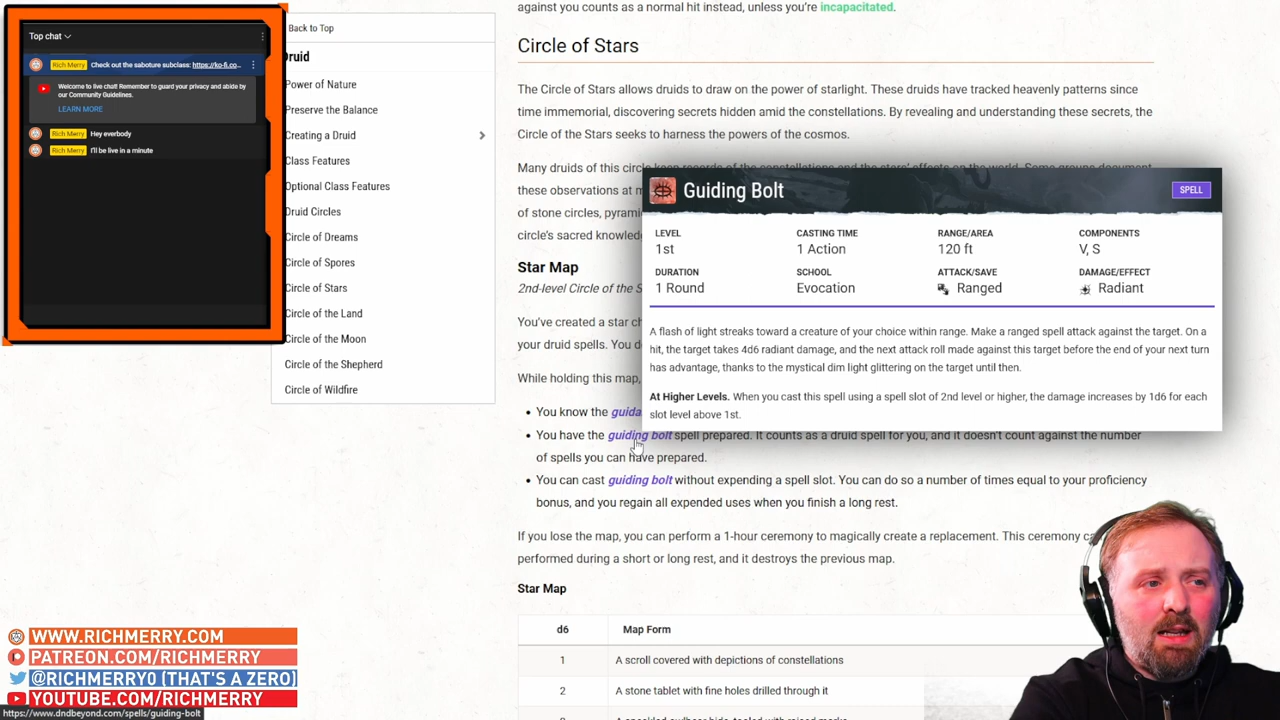 Top chat
Rich Merry Check out the saboture subclass: https://ko-fi.co...
Welcome to live chat! Remember to guard your privacy and abide by
our Community Guidelines.
LEARN MORE
Rich Merry Hey everbody
Rich Merry I'll be live in a minute
Back to Top
Druid
Power of Nature
Preserve the Balance
Creating a Druid
Class Features
Optional Class Features
Druid Circles
Circle of Dreams
Circle of Spores
Circle of Stars
Circle of the Land
Circle of the Moon
Circle of the Shepherd
Circle of Wildfire
against you counts as a normal hit instead, unless you're incapacitated.
Circle of Stars
The Circle of Stars allows druids to draw on the power of starlight. These druids have tracked heavenly patterns since
time immemorial, discovering secrets hidden amid the constellations. By revealing and understanding these secrets, the
Circle of the Stars seeks to harness the powers of the cosmos.
Many druids of this circle keep records of the constellations and the stars' effects on the world. Some groups document
these observations at m
of stone circles, pyrami
circle's sacred knowled
Star Map
2nd-level Circle of the S
You've created a star ch
your druid spells. You d
While holding this map,
You know the guida
You have the guiding bolt spell prepared. It counts as a druid spell for you, and it doesn't count against the number
of spells you can have prepared.
You can cast guiding bolt without expending a spell slot. You can do so a number of times equal to your proficiency
bonus, and you regain all expended uses when you finish a long rest.
If you lose the map, you can perform a 1-hour ceremony to magically create a replacement. This ceremony ca
performed during a short or long rest, and it destroys the previous map.
Star Map
d6 Map Form
1 A scroll covered with depictions of constellations
2 A stone tablet with fine holes drilled through it
Guiding Bolt
SPELL
LEVEL CASTING TIME RANGE/AREA COMPONENTS
1st 1 Action 120 ft V, S
DURATION SCHOOL ATTACK/SAVE DAMAGE/EFFECT
1 Round Evocation Ranged Radiant
A flash of light streaks toward a creature of your choice within range. Make a ranged spell attack against the target. On a
hit, the target takes 4d6 radiant damage, and the next attack roll made against this target before the end of your next turn
has advantage, thanks to the mystical dim light glittering on the target until then.
At Higher Levels. When you cast this spell using a spell slot of 2nd level or higher, the damage increases by 1d6 for each
slot level above 1st.
WWW.RICHMERRY.COM
PATREON.COM/RICHMERRY
@RICHMERRY0 (THAT'S A ZERO)
YOUTUBE.COM/RICHMERRY
https://www.dndbeyond.com/spells/guiding-bolt